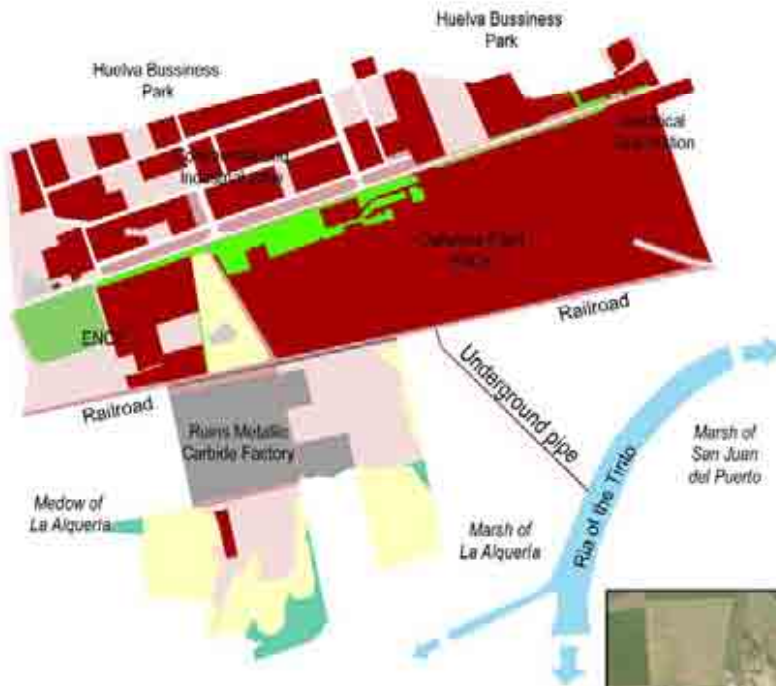 Huelva Bussiness
Park
Huelva Bussiness
Park
ENCE
Railroad
Railroad
Underground pipe
Ruins Metallic
Carbide Factory
Medow of
La Alquería
Marsh of
La Alquería
Ria of the Tinto
Marsh of
San Juan
del Puerto